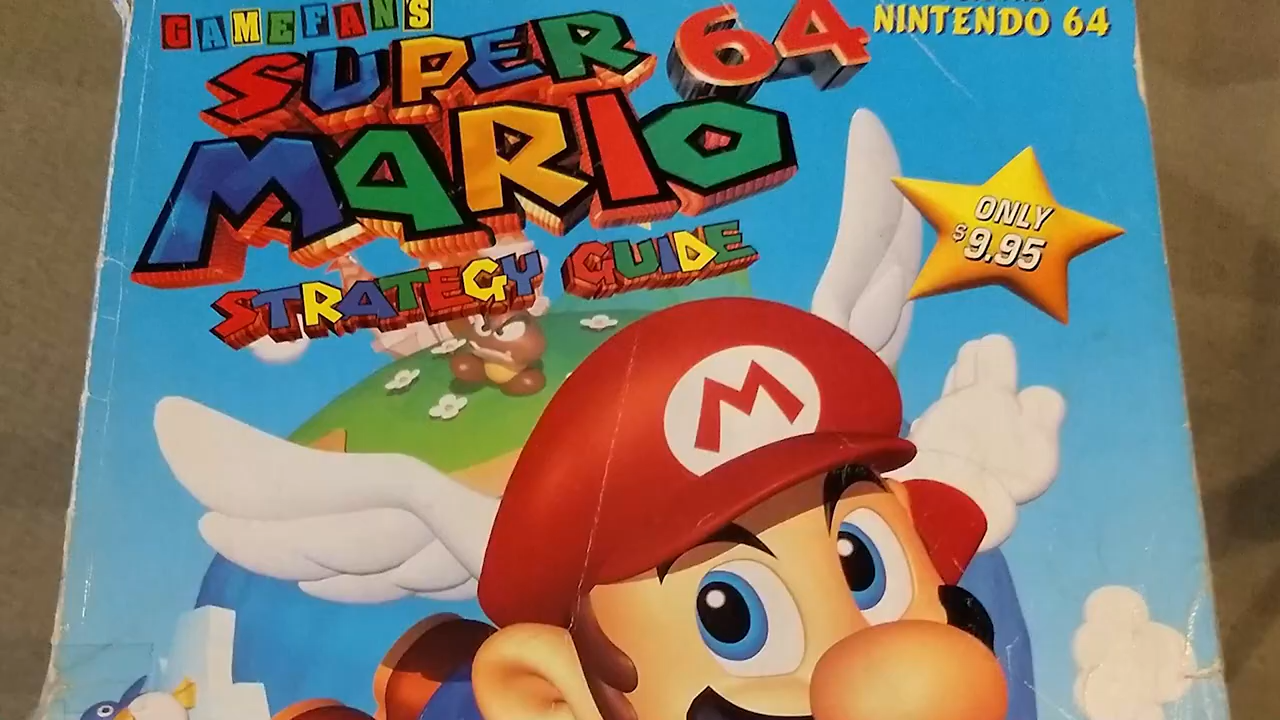 GAMEFAN'S
SUPER
MARIO
64
STRATEGY GUIDE
NINTENDO 64
ONLY
$9.95
M